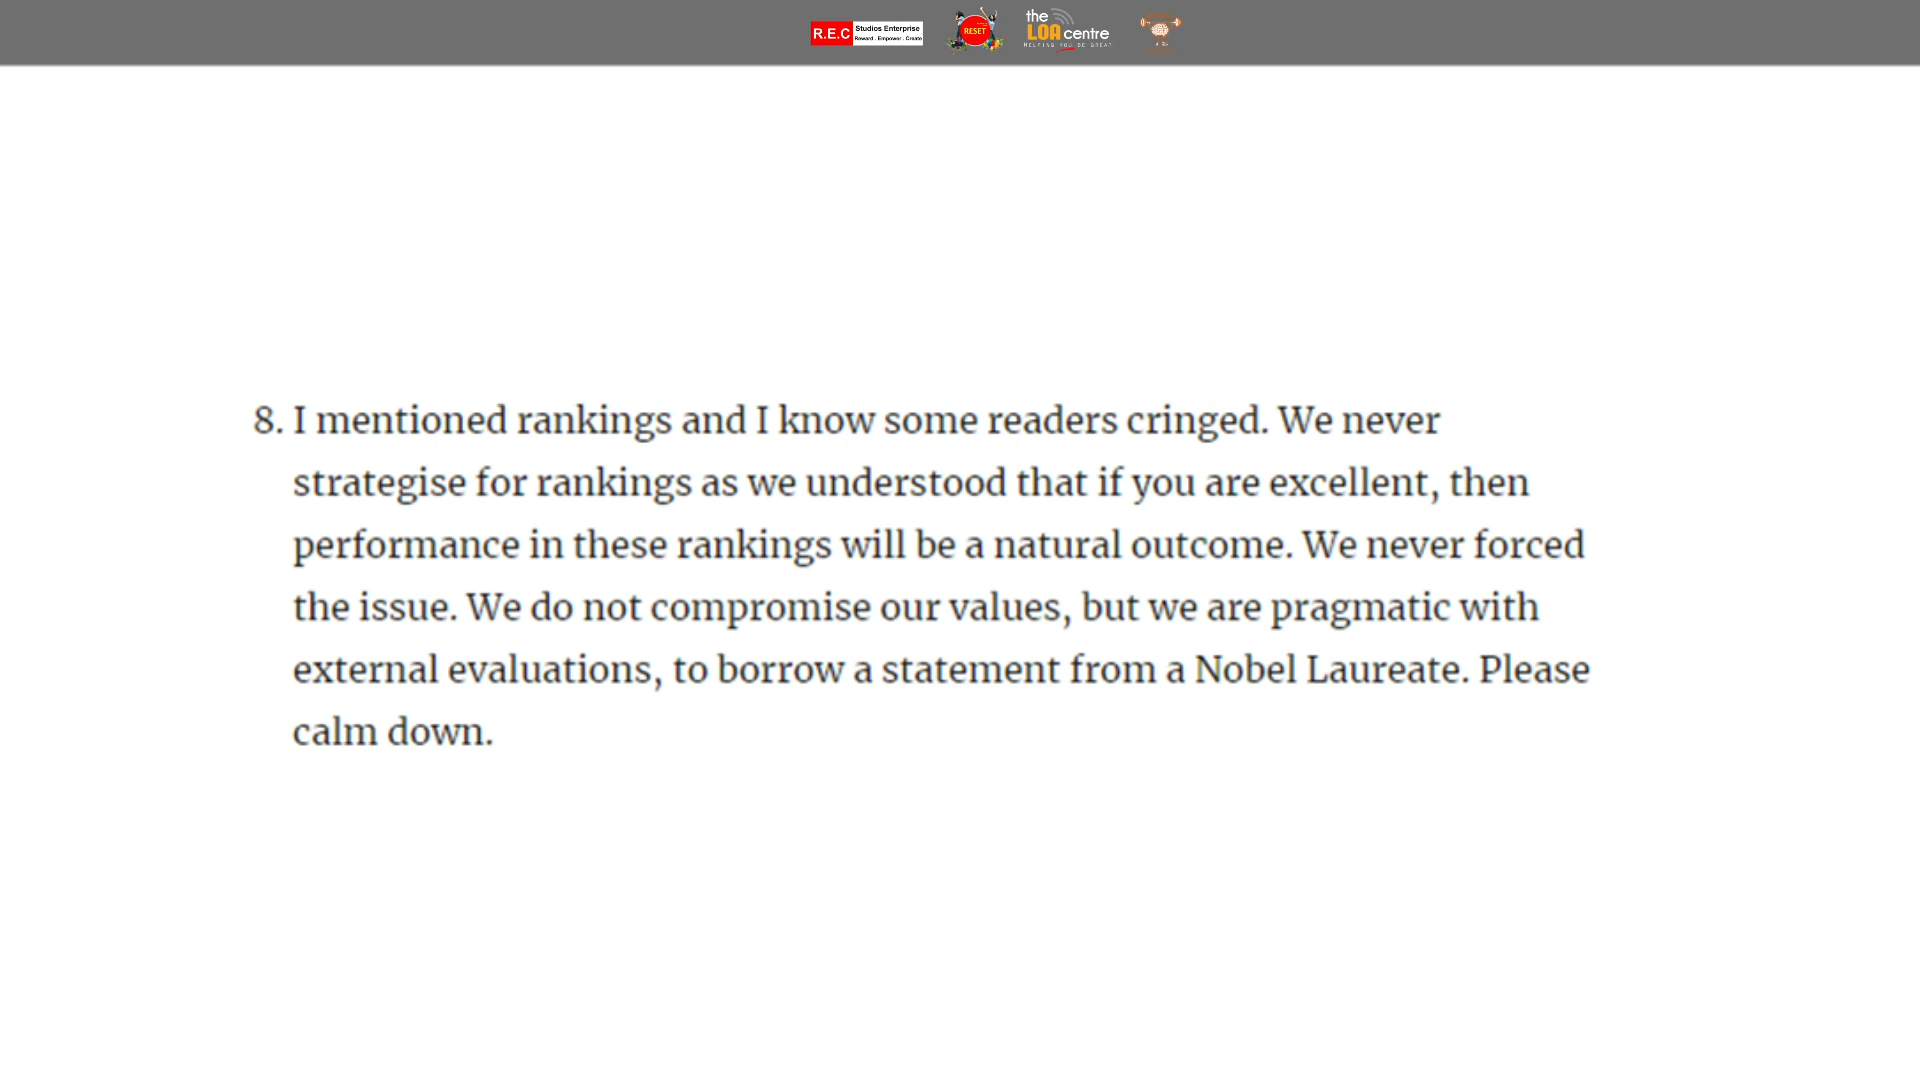 R.E.C Studios Enterprise
Reward . Empower . Create
RESET
the
LOA centre
HELPING YOU BE GREAT
8. I mentioned rankings and I know some readers cringed. We never
strategise for rankings as we understood that if you are excellent, then
performance in these rankings will be a natural outcome. We never forced
the issue. We do not compromise our values, but we are pragmatic with
external evaluations, to borrow a statement from a Nobel Laureate. Please
calm down.